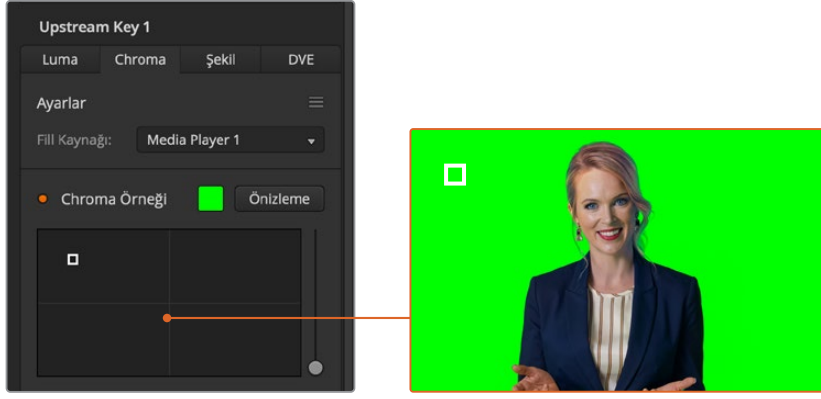 Upstream Key 1
Luma Chroma Şekil DVE
Ayarlar
Fill Kaynağı: Media Player 1
Chroma Örneği Önizleme